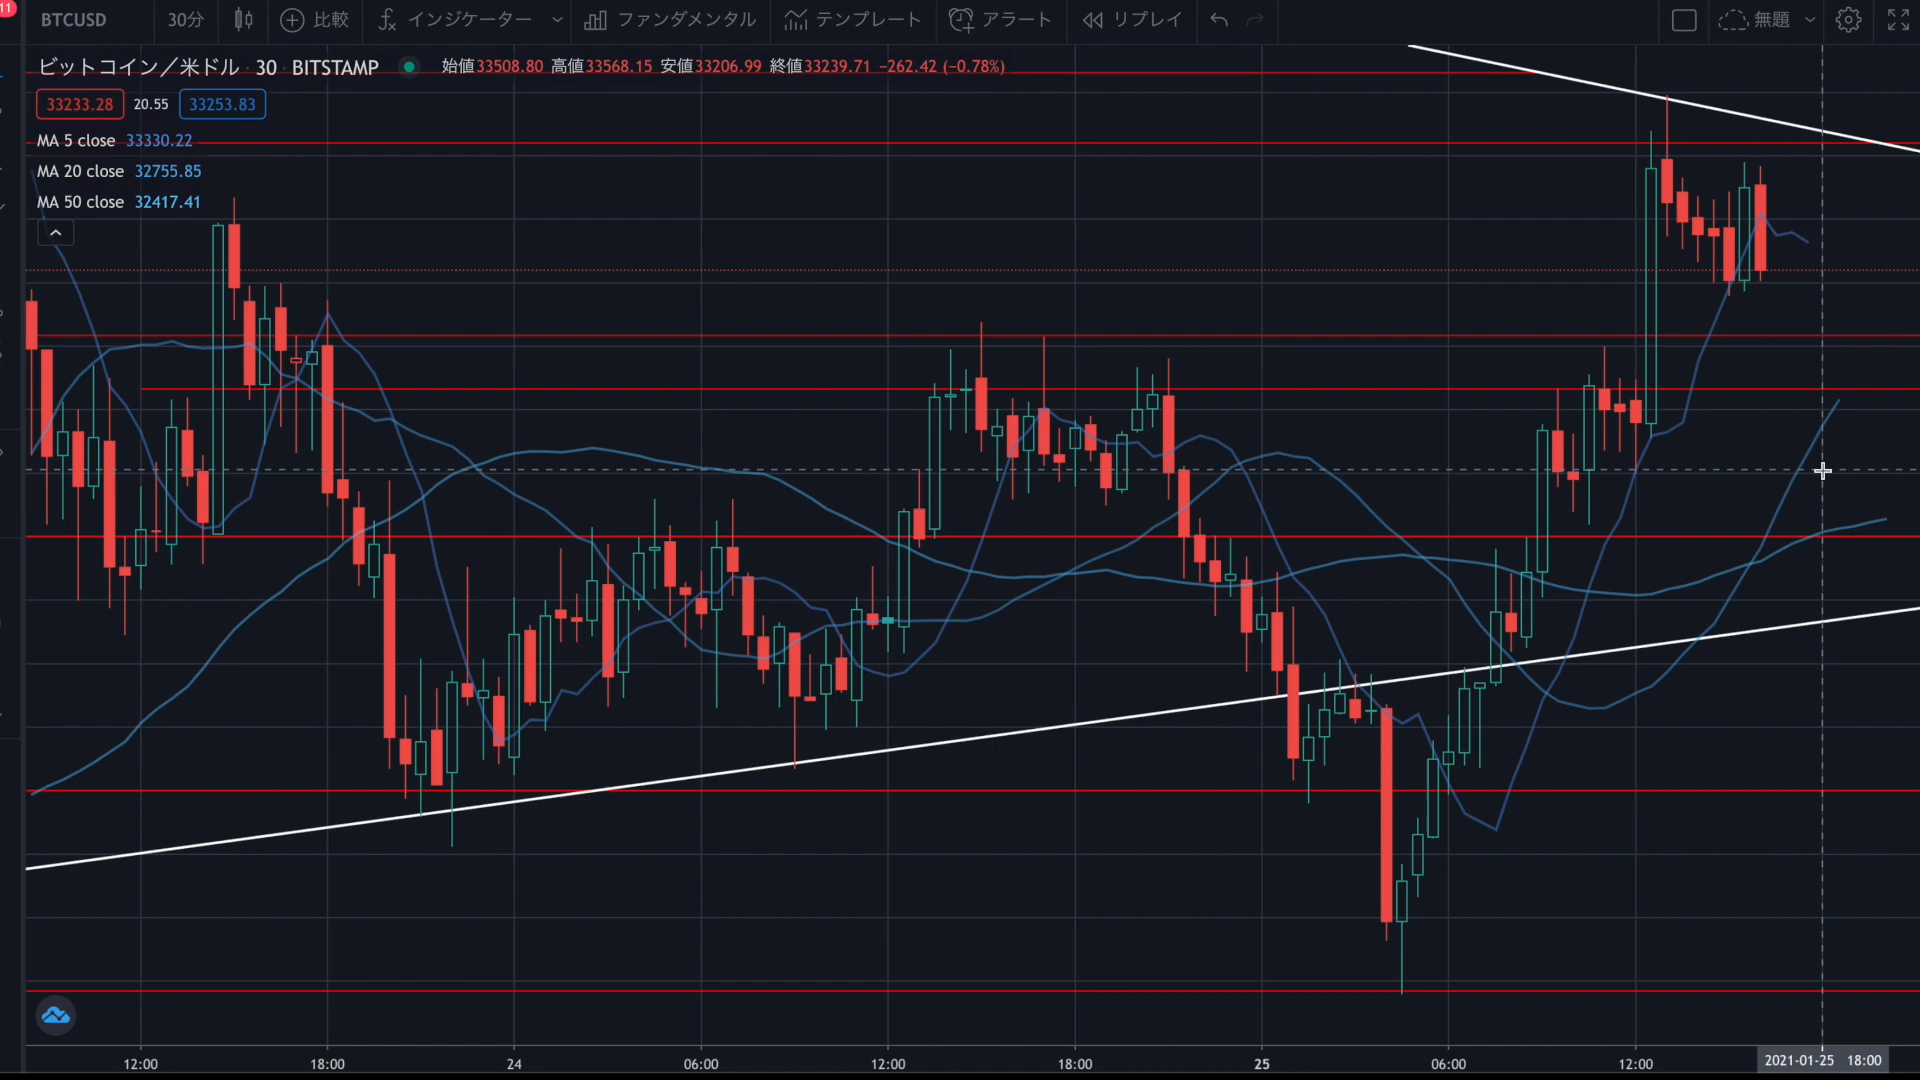 11
BTCUSD 30分 比較 インジケーター ファンダメンタル テンプレート アラート リプレイ 無題
ビットコイン／米ドル · 30 · BITSTAMP 始値33508.80 高値33568.15 安値33206.99 終値33239.71 −262.42 (−0.78%)
33233.28 20.55 33253.83
MA 5 close 33330.22
MA 20 close 32755.85
MA 50 close 32417.41
12:00 18:00 24 06:00 12:00 18:00 25 06:00 12:00 2021-01-25 18:00